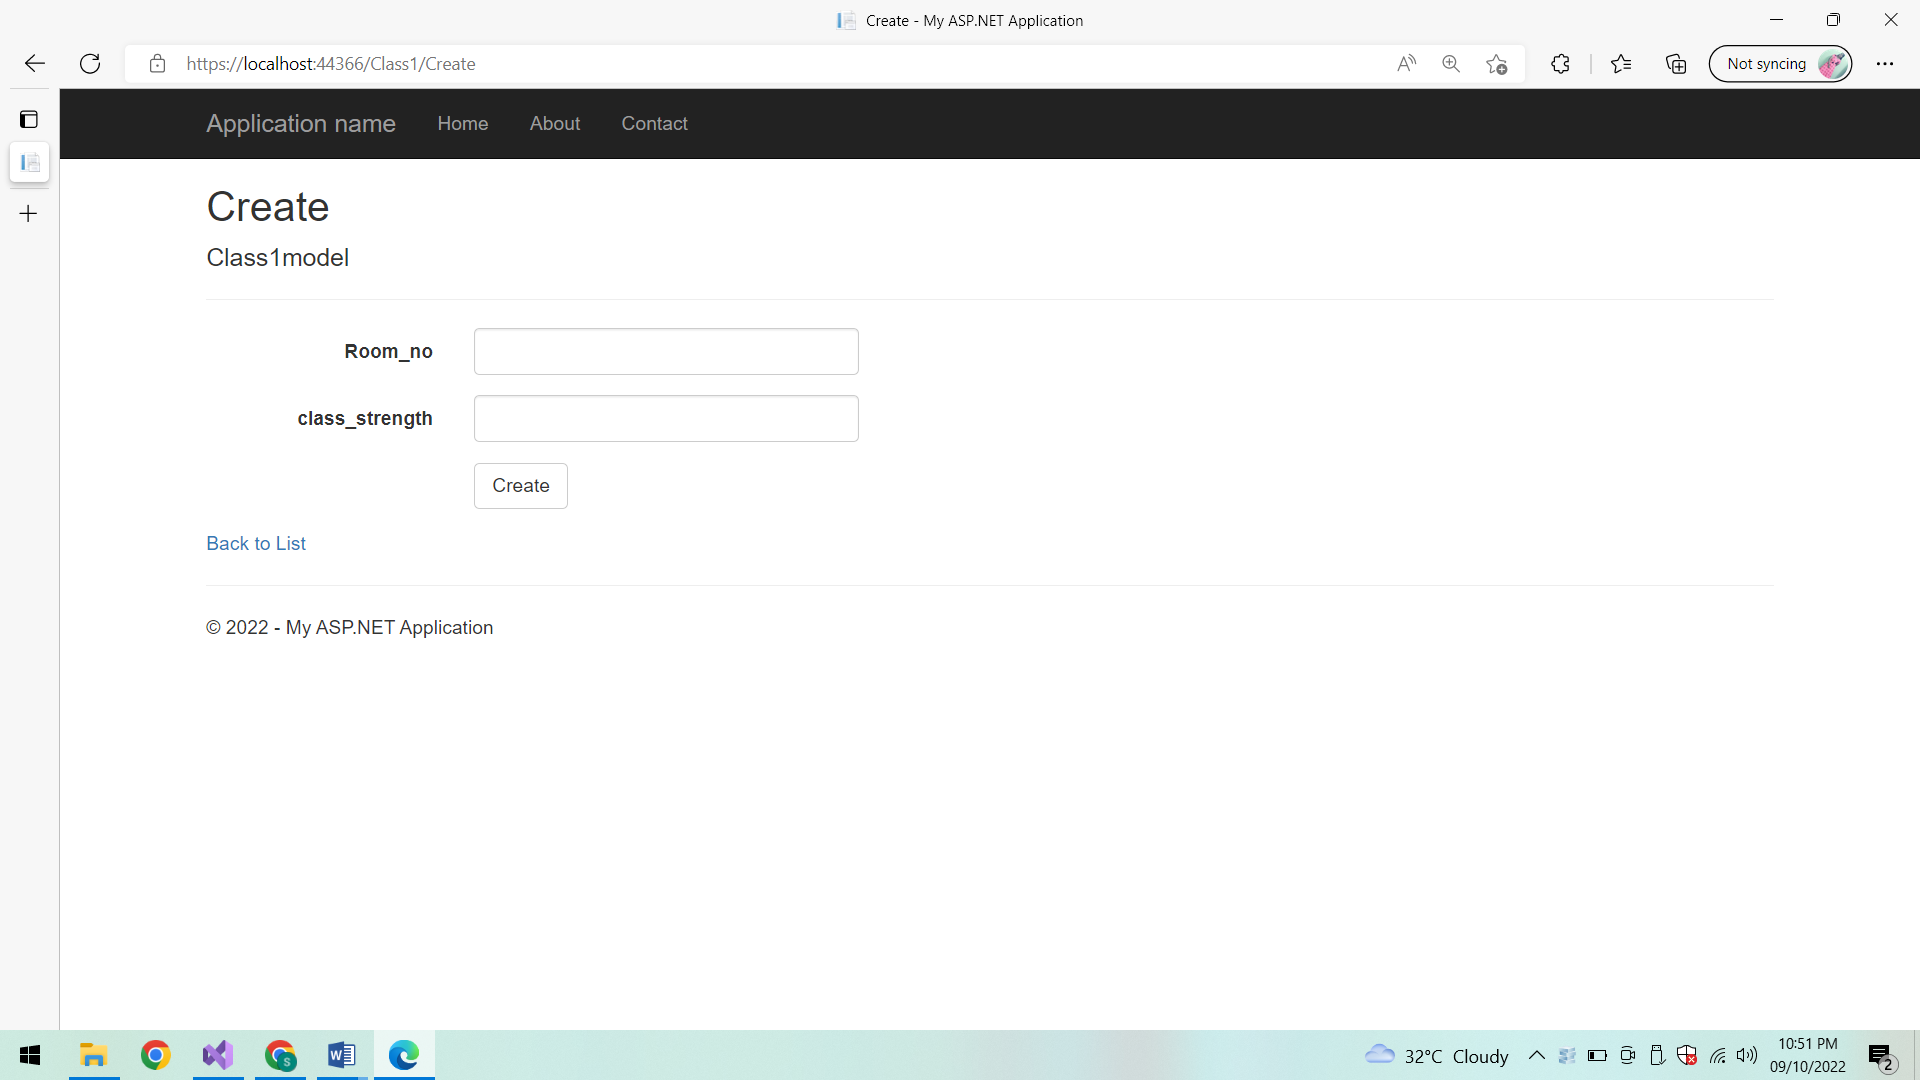 Create - My ASP.NET Application
https://localhost:44366/Class1/Create
Not syncing
Application name Home About Contact
Create
Class1model
Room_no
class_strength
Create
Back to List
© 2022 - My ASP.NET Application
32°C Cloudy
10:51 PM
09/10/2022
2